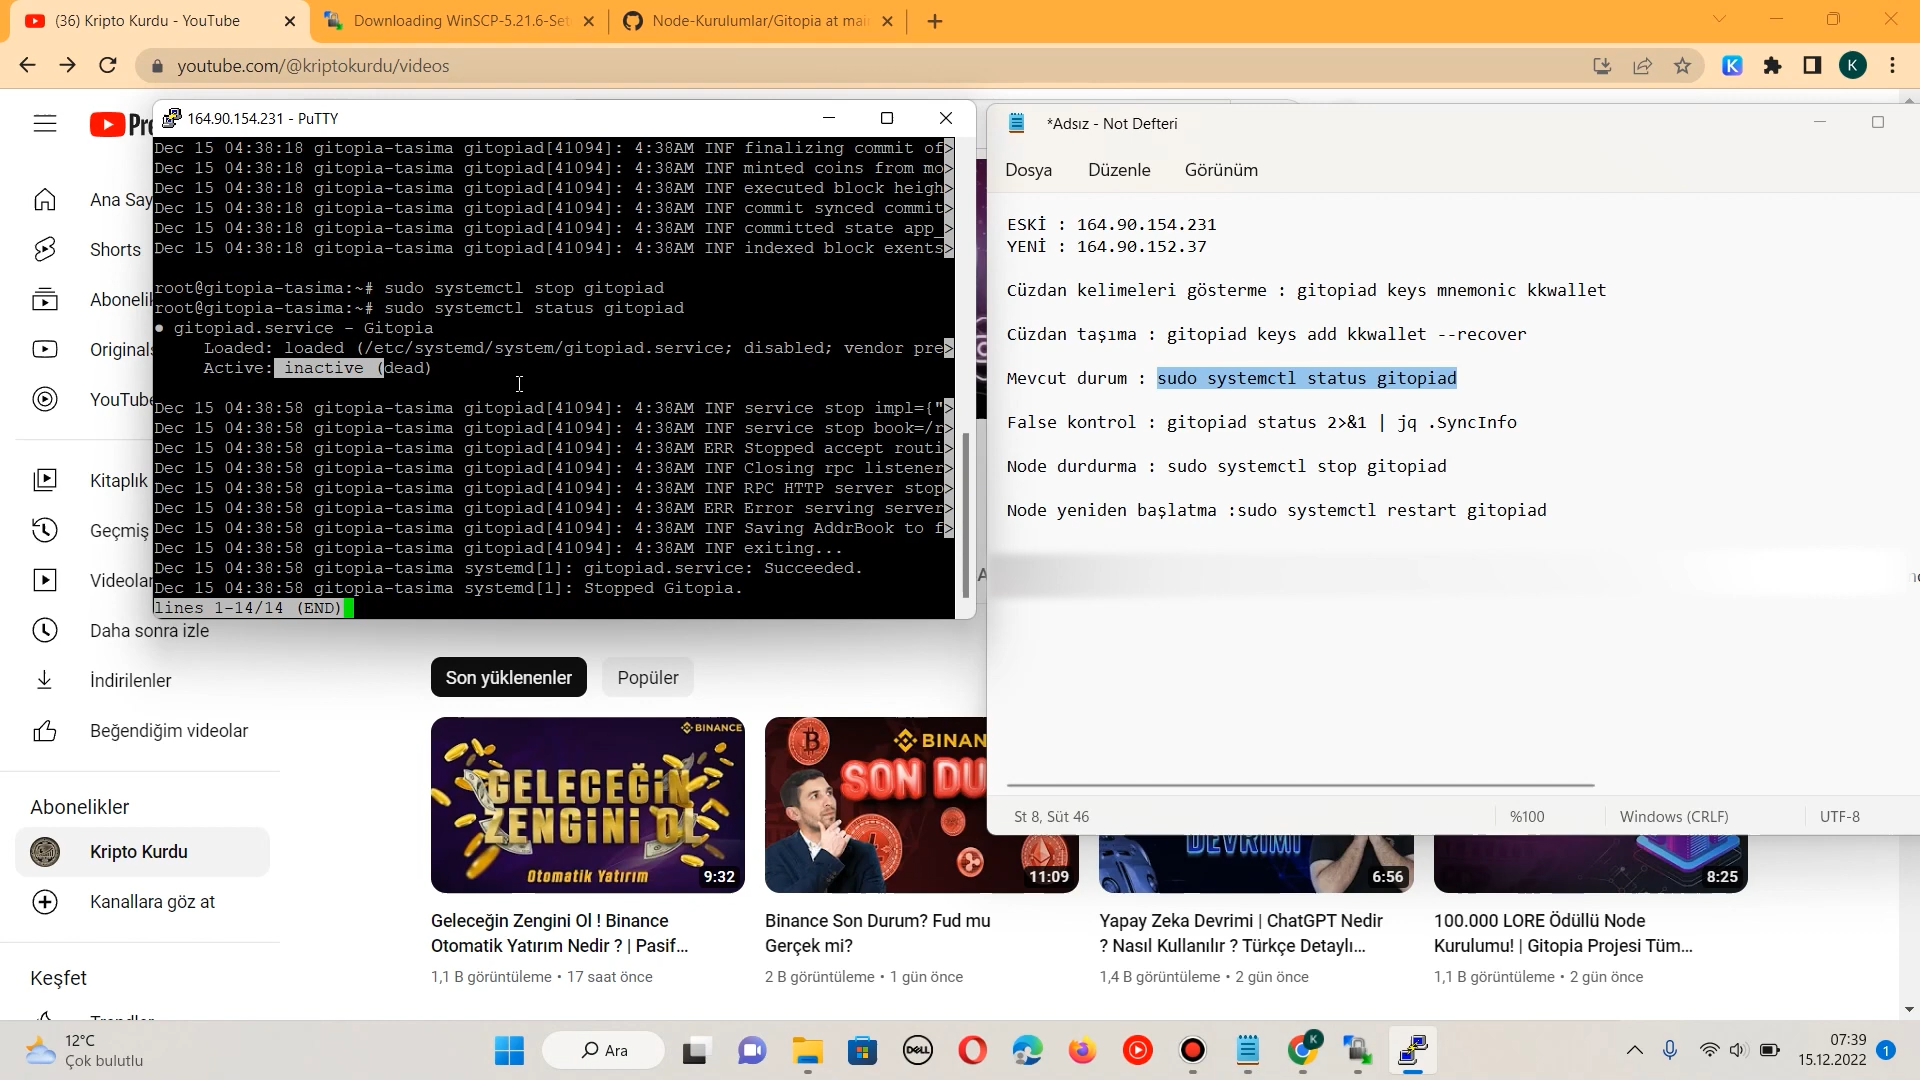 (36) Kripto Kurdu - YouTube
Downloading WinSCP-5.21.6-Set
Node-Kurulumlar/Gitopia at mai
youtube.com/@kriptokurdu/videos
K
164.90.154.231 - PuTTY
Dec 15 04:38:18 gitopia-tasima gitopiad[41094]: 4:38AM INF finalizing commit of>
Dec 15 04:38:18 gitopia-tasima gitopiad[41094]: 4:38AM INF minted coins from mo>
Dec 15 04:38:18 gitopia-tasima gitopiad[41094]: 4:38AM INF executed block heigh>
Dec 15 04:38:18 gitopia-tasima gitopiad[41094]: 4:38AM INF commit synced commit>
Dec 15 04:38:18 gitopia-tasima gitopiad[41094]: 4:38AM INF committed state app_>
Dec 15 04:38:18 gitopia-tasima gitopiad[41094]: 4:38AM INF indexed block exents>
root@gitopia-tasima:~# sudo systemctl stop gitopiad
root@gitopia-tasima:~# sudo systemctl status gitopiad
● gitopiad.service - Gitopia
Loaded: loaded (/etc/systemd/system/gitopiad.service; disabled; vendor pre>
Active: inactive (dead)
Dec 15 04:38:58 gitopia-tasima gitopiad[41094]: 4:38AM INF service stop impl={">
Dec 15 04:38:58 gitopia-tasima gitopiad[41094]: 4:38AM INF service stop book=/r>
Dec 15 04:38:58 gitopia-tasima gitopiad[41094]: 4:38AM ERR Stopped accept routi>
Dec 15 04:38:58 gitopia-tasima gitopiad[41094]: 4:38AM INF Closing rpc listener>
Dec 15 04:38:58 gitopia-tasima gitopiad[41094]: 4:38AM INF RPC HTTP server stop>
Dec 15 04:38:58 gitopia-tasima gitopiad[41094]: 4:38AM ERR Error serving server>
Dec 15 04:38:58 gitopia-tasima gitopiad[41094]: 4:38AM INF Saving AddrBook to f>
Dec 15 04:38:58 gitopia-tasima gitopiad[41094]: 4:38AM INF exiting...
Dec 15 04:38:58 gitopia-tasima systemd[1]: gitopiad.service: Succeeded.
Dec 15 04:38:58 gitopia-tasima systemd[1]: Stopped Gitopia.
lines 1-14/14 (END)
*Adsız - Not Defteri
Dosya Düzenle Görünüm
ESKİ : 164.90.154.231
YENİ : 164.90.152.37
Cüzdan kelimeleri gösterme : gitopiad keys mnemonic kkwallet
Cüzdan taşıma : gitopiad keys add kkwallet --recover
Mevcut durum : sudo systemctl status gitopiad
False kontrol : gitopiad status 2>&1 | jq .SyncInfo
Node durdurma : sudo systemctl stop gitopiad
Node yeniden başlatma :sudo systemctl restart gitopiad
St 8, Süt 46 %100 Windows (CRLF) UTF-8
Pr
Ana Say
Shorts
Abonelik
Originals
YouTube
Kitaplık
Geçmiş
Videolar
Daha sonra izle
İndirilenler
Beğendiğim videolar
Abonelikler
Kripto Kurdu
Kanallara göz at
Keşfet
Son yüklenenler Popüler
BINANCE
GELECEĞİN
ZENGİNİ OL
Otomatik Yatırım
9:32
BINAN
SON DU
11:09
DEVRİMİ
6:56
8:25
Geleceğin Zengini Ol ! Binance
Otomatik Yatırım Nedir ? | Pasif...
1,1 B görüntüleme • 17 saat önce
Binance Son Durum? Fud mu
Gerçek mi?
2 B görüntüleme • 1 gün önce
Yapay Zeka Devrimi | ChatGPT Nedir
? Nasıl Kullanılır ? Türkçe Detaylı...
1,4 B görüntüleme • 2 gün önce
100.000 LORE Ödüllü Node
Kurulumu! | Gitopia Projesi Tüm...
1,1 B görüntüleme • 2 gün önce
12°C
Çok bulutlu
Ara
DELL
K
07:39
15.12.2022
1